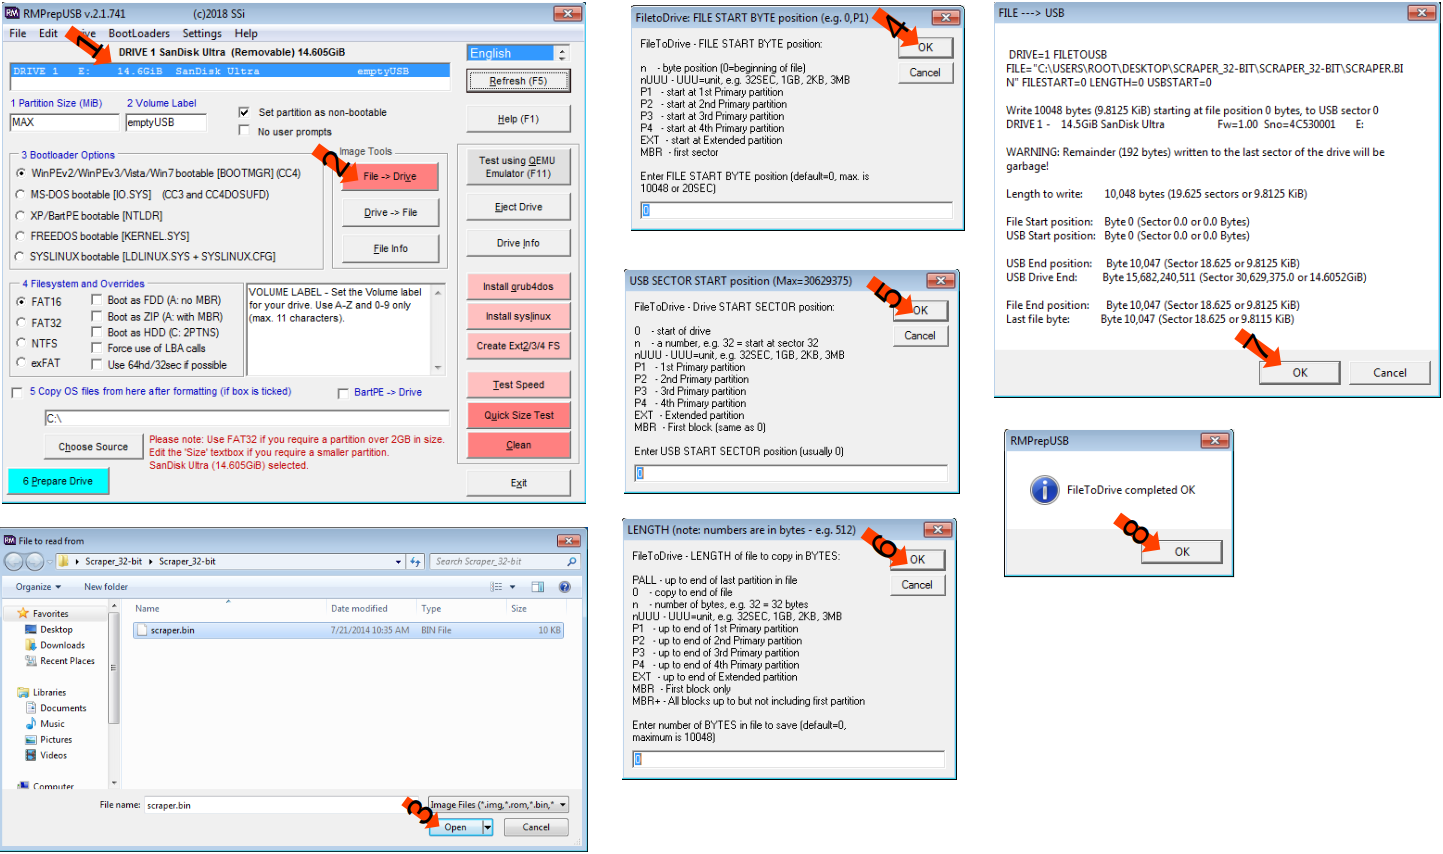 RMPrepUSB v.2.1.741 (c)2018 SSi
File Edit Drive BootLoaders Settings Help
1
DRIVE 1 SanDisk Ultra (Removable) 14.605GiB
DRIVE 1 E: 14.6GiB SanDisk Ultra emptyUSB
English
Refresh (F5)
1 Partition Size (MiB) 2 Volume Label
MAX emptyUSB
Set partition as non-bootable
No user prompts
Help (F1)
3 Bootloader Options
WinPEv2/WinPEv3/Vista/Win7 bootable [BOOTMGR] (CC4)
MS-DOS bootable [IO.SYS] (CC3 and CC4DOSUFD)
XP/BartPE bootable [NTLDR]
FREEDOS bootable [KERNEL.SYS]
SYSLINUX bootable [LDLINUX.SYS + SYSLINUX.CFG]
Image Tools
2
File -> Drive
Drive -> File
File Info
Test using QEMU
Emulator (F11)
Eject Drive
Drive Info
4 Filesystem and Overrides
FAT16
FAT32
NTFS
exFAT
Boot as FDD (A: no MBR)
Boot as ZIP (A: with MBR)
Boot as HDD (C: 2PTNS)
Force use of LBA calls
Use 64hd/32sec if possible
VOLUME LABEL - Set the Volume label
for your drive. Use A-Z and 0-9 only
(max. 11 characters).
Install grub4dos
Install syslinux
Create Ext2/3/4 FS
Test Speed
Quick Size Test
Clean
Exit
5 Copy OS files from here after formatting (if box is ticked)
BartPE -> Drive
C:\
Choose Source
Please note: Use FAT32 if you require a partition over 2GB in size.
Edit the 'Size' textbox if you require a smaller partition.
SanDisk Ultra (14.605GiB) selected.
6 Prepare Drive
File to read from
Scraper_32-bit Scraper_32-bit
Search Scraper_32-bit
Organize New folder
Favorites
Desktop
Downloads
Recent Places
Libraries
Documents
Music
Pictures
Videos
Computer
Name Date modified Type Size
scraper.bin 7/21/2014 10:35 AM BIN File 10 KB
File name: scraper.bin
Image Files (*.img,*.rom,*.bin,*
3
Open Cancel
FiletoDrive: FILE START BYTE position (e.g. 0,P1)
4
OK
Cancel
FileToDrive - FILE START BYTE position:
n - byte position (0=beginning of file)
nUUU - UUU=unit, e.g. 32SEC, 1GB, 2KB, 3MB
P1 - start at 1st Primary partition
P2 - start at 2nd Primary partition
P3 - start at 3rd Primary partition
P4 - start at 4th Primary partition
EXT - start at Extended partition
MBR - first sector
Enter FILE START BYTE position (default=0, max. is
10048 or 20SEC)
0
USB SECTOR START position (Max=30629375)
5
OK
Cancel
FileToDrive - Drive START SECTOR position:
0 - start of drive
n - a number, e.g. 32 = start at sector 32
nUUU - UUU=unit, e.g. 32SEC, 1GB, 2KB, 3MB
P1 - 1st Primary partition
P2 - 2nd Primary partition
P3 - 3rd Primary partition
P4 - 4th Primary partition
EXT - Extended partition
MBR - First block (same as 0)
Enter USB START SECTOR position (usually 0)
0
LENGTH (note: numbers are in bytes - e.g. 512)
6
OK
Cancel
FileToDrive - LENGTH of file to copy in BYTES:
PALL - up to end of last partition in file
0 - copy to end of file
n - number of bytes, e.g. 32 = 32 bytes
nUUU - UUU=unit, e.g. 32SEC, 1GB, 2KB, 3MB
P1 - up to end of 1st Primary partition
P2 - up to end of 2nd Primary partition
P3 - up to end of 3rd Primary partition
P4 - up to end of 4th Primary partition
EXT - up to end of Extended partition
MBR - First block only
MBR+ - All blocks up to but not including first partition
Enter number of BYTES in file to save (default=0,
maximum is 10048)
0
FILE ---> USB
DRIVE=1 FILETOUSB
FILE="C:\USERS\ROOT\DESKTOP\SCRAPER_32-BIT\SCRAPER_32-BIT\SCRAPER.BI
N" FILESTART=0 LENGTH=0 USBSTART=0
Write 10048 bytes (9.8125 KiB) starting at file position 0 bytes, to USB sector 0
DRIVE 1 - 14.5GiB SanDisk Ultra Fw=1.00 Sno=4C530001 E:
WARNING: Remainder (192 bytes) written to the last sector of the drive will be
garbage!
Length to write: 10,048 bytes (19.625 sectors or 9.8125 KiB)
File Start position: Byte 0 (Sector 0.0 or 0.0 Bytes)
USB Start position: Byte 0 (Sector 0.0 or 0.0 Bytes)
USB End position: Byte 10,047 (Sector 18.625 or 9.8125 KiB)
USB Drive End: Byte 15,682,240,511 (Sector 30,629,375.0 or 14.6052GiB)
File End position: Byte 10,047 (Sector 18.625 or 9.8125 KiB)
Last file byte: Byte 10,047 (Sector 18.625 or 9.8115 KiB)
7
OK Cancel
RMPrepUSB
FileToDrive completed OK
8
OK